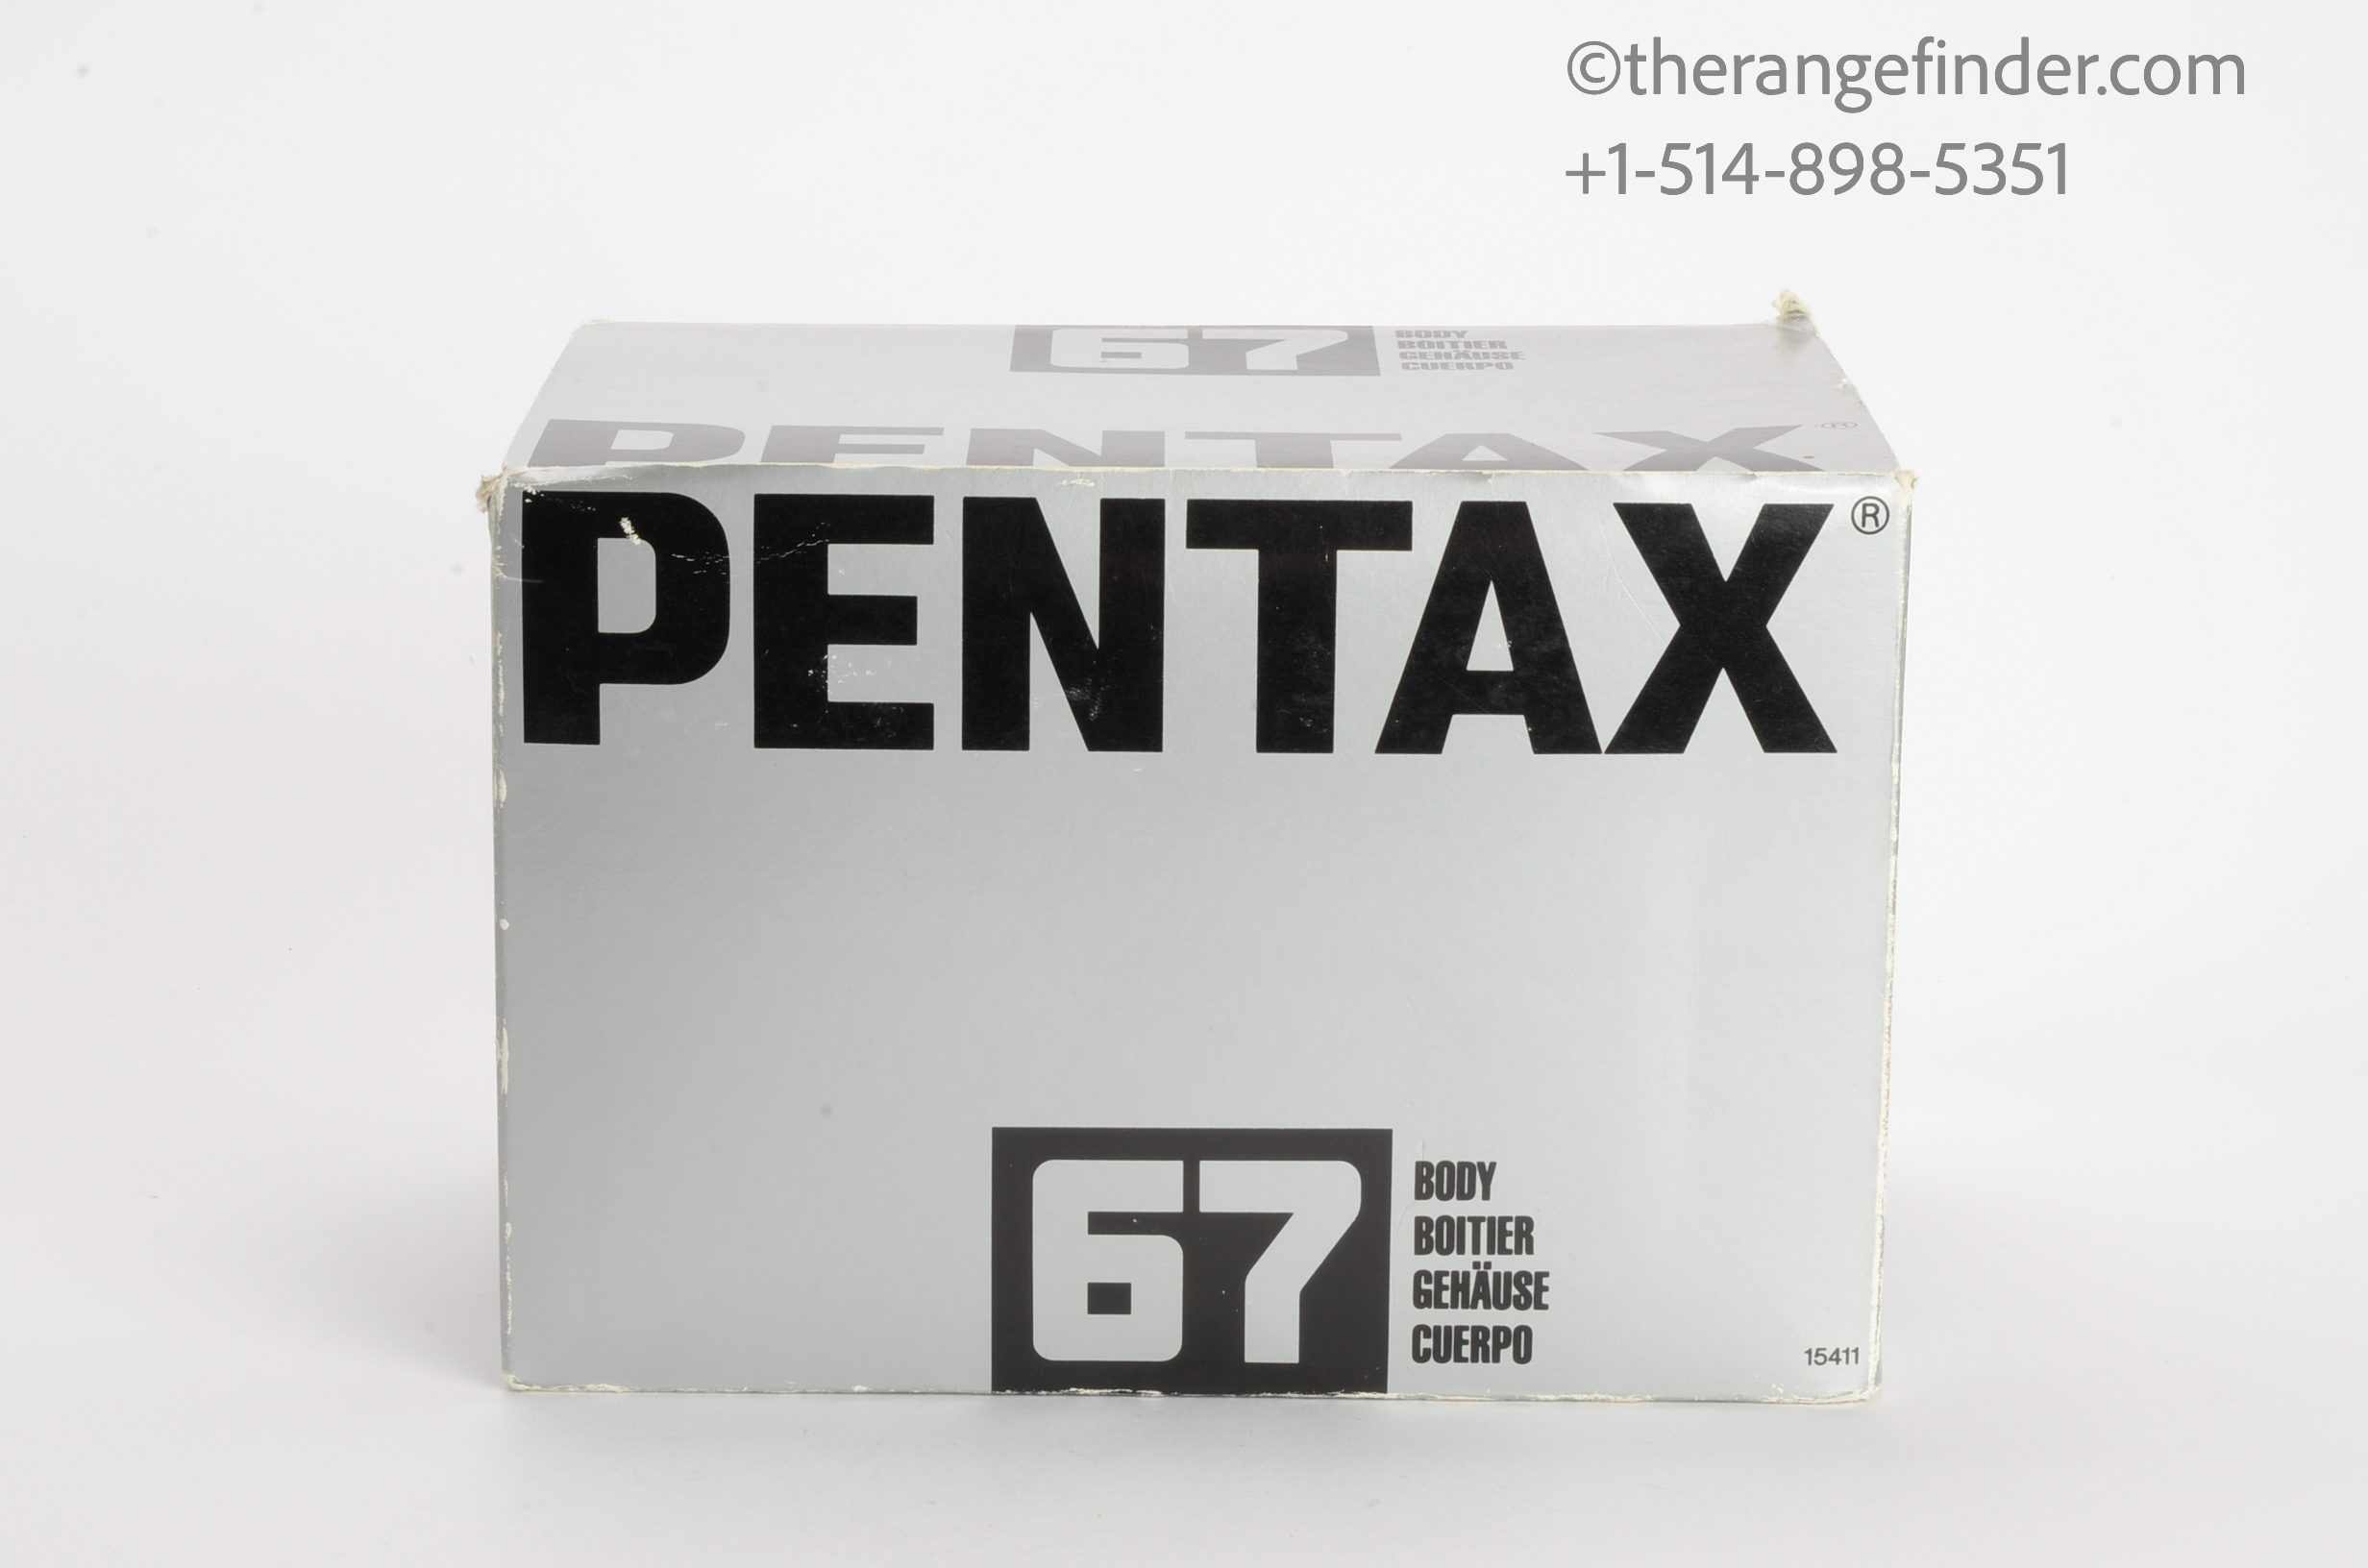 ©therangefinder.com
+1-514-898-5351
67
BODY
BOITIER
GEHÄUSE
CUERPO
PENTAX®
PENTAX®
67
BODY
BOITIER
GEHÄUSE
CUERPO
15411